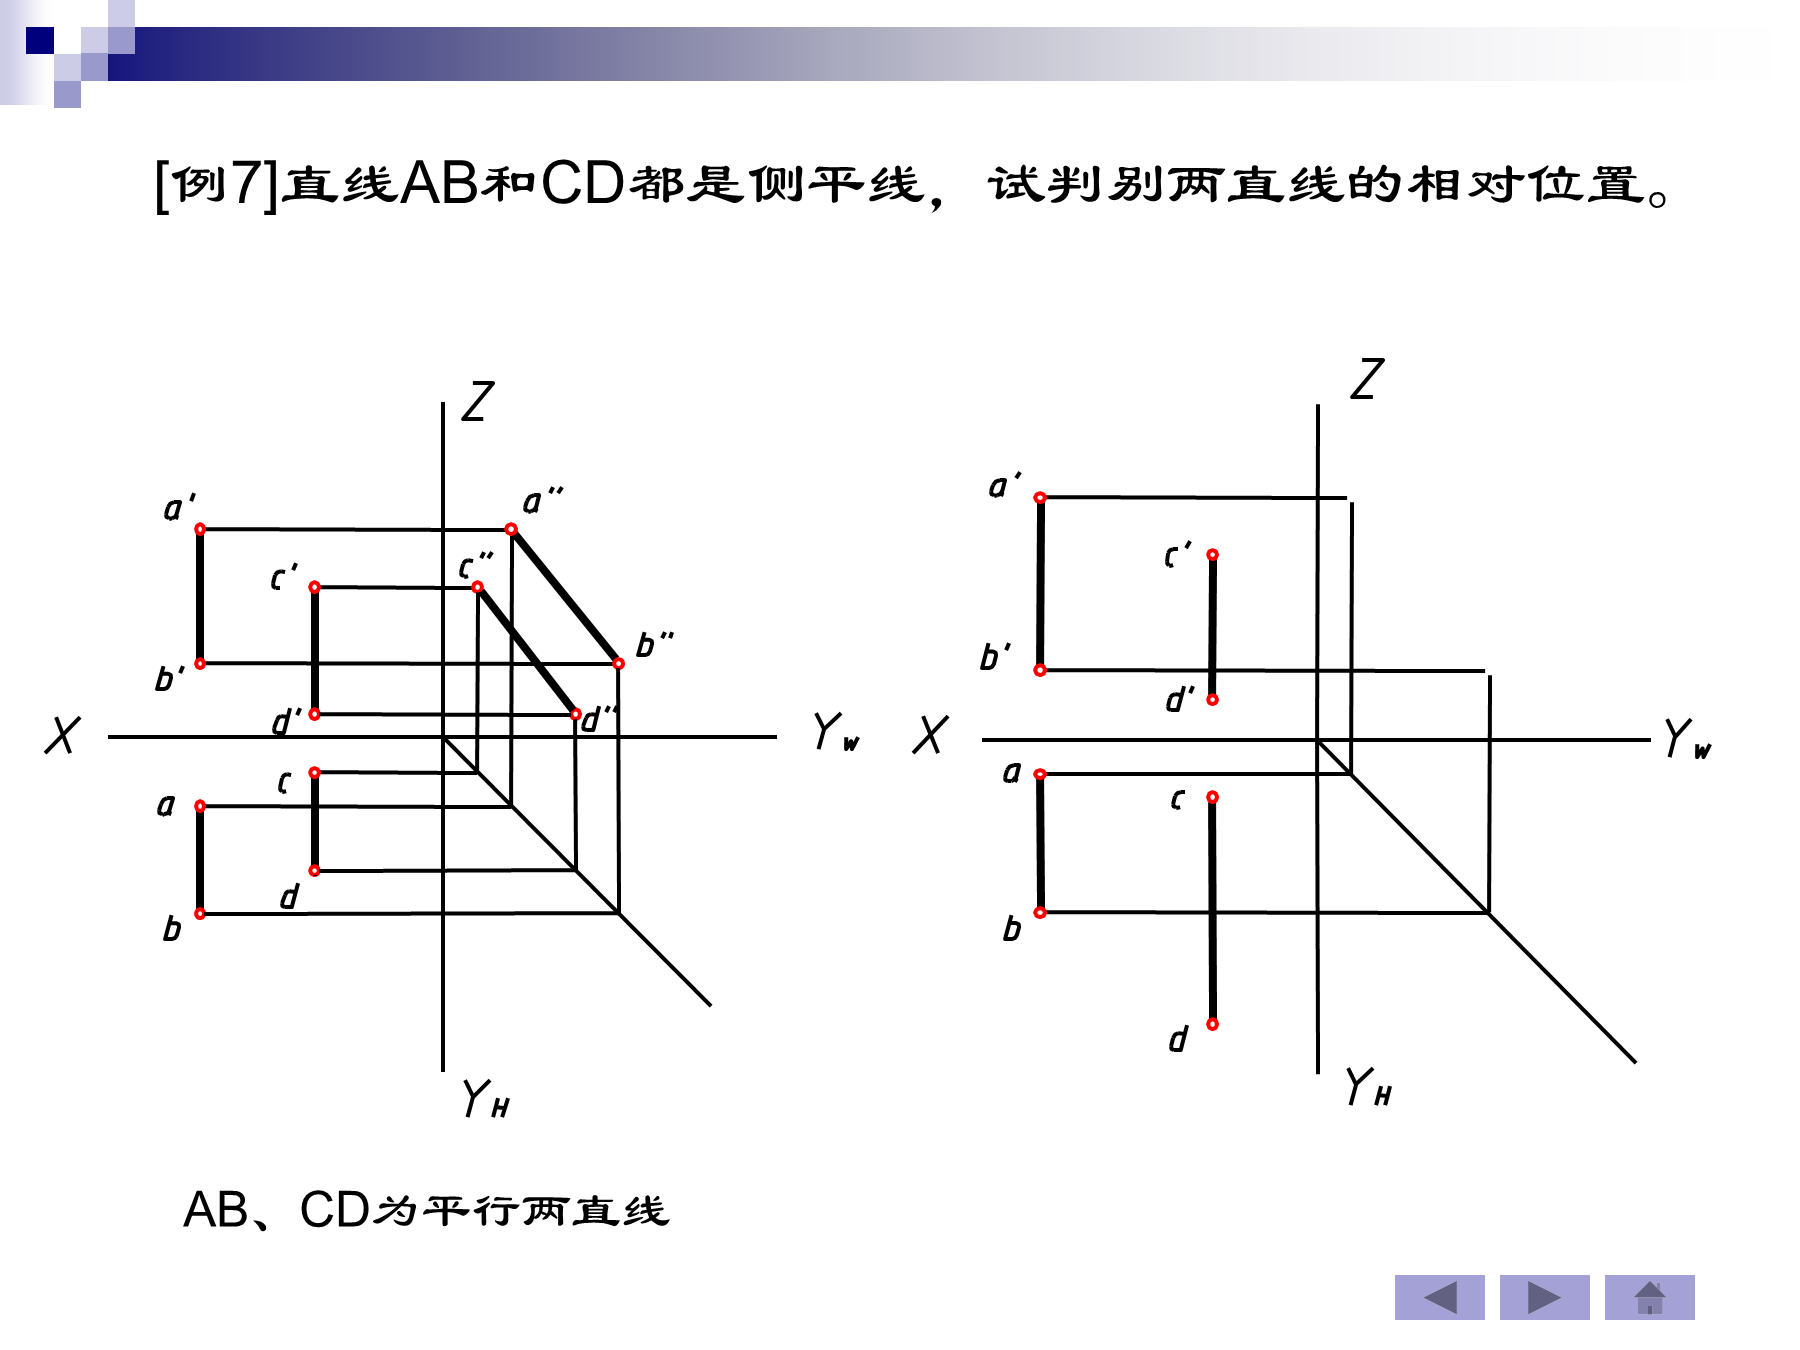 [例7]直线AB和CD都是侧平线，试判别两直线的相对位置。
Z
a′
a″
c′
c″
b′
b″
d′
d″
X
Yw
c
a
d
b
YH
Z
a′
c′
b′
d′
X
Yw
a
c
b
d
YH
AB、CD为平行两直线